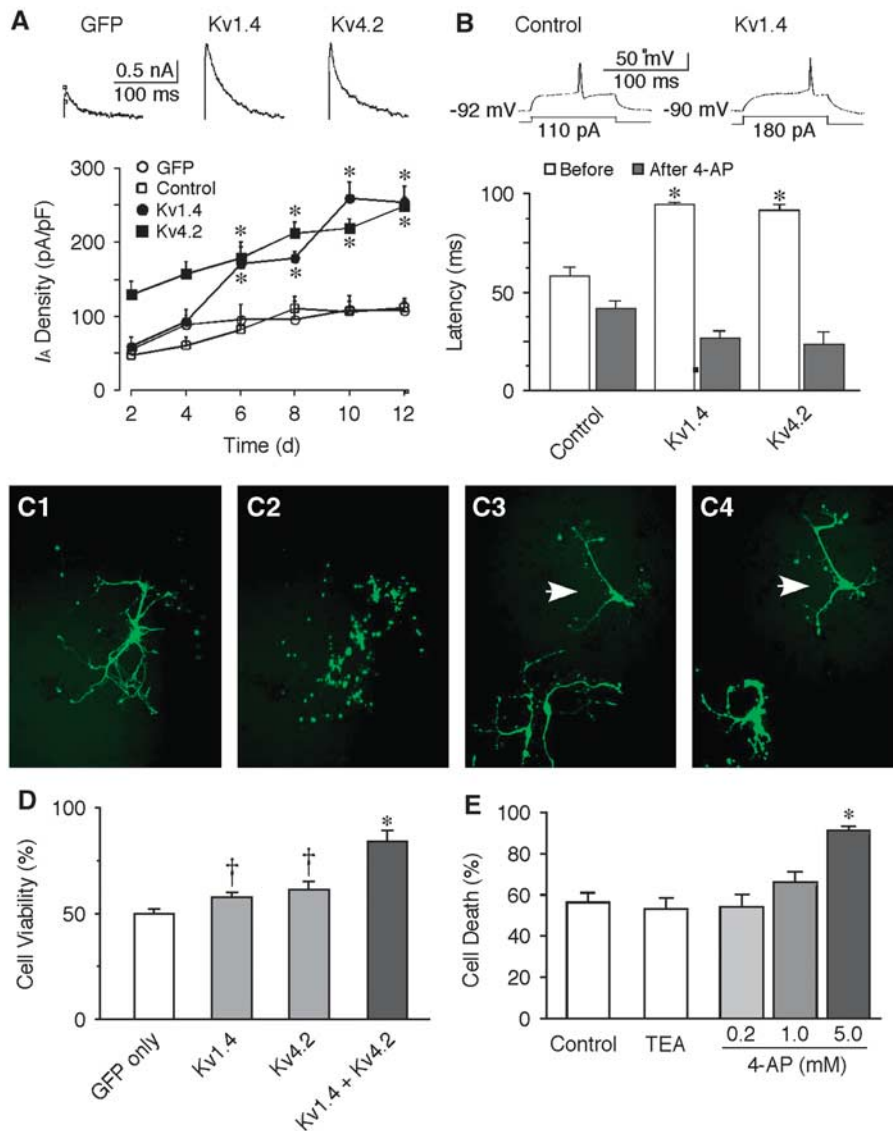 A
GFP
Kv1.4
Kv4.2
0.5 nA
100 ms
300
250
200
150
100
50
0
IA Density (pA/pF)
GFP
Control
Kv1.4
Kv4.2
* * * *
* * * *
2 4 6 8 10 12
Time (d)
B
Control
Kv1.4
50 mV
100 ms
-92 mV
110 pA
-90 mV
180 pA
Before
After 4-AP
100
50
0
Latency (ms)
* *
Control
Kv1.4
Kv4.2
C1
C2
C3
C4
D
100
50
0
Cell Viability (%)
† † *
GFP only
Kv1.4
Kv4.2
Kv1.4 + Kv4.2
E
100
80
60
40
20
0
Cell Death (%)
*
Control
TEA
0.2 1.0 5.0
4-AP (mM)